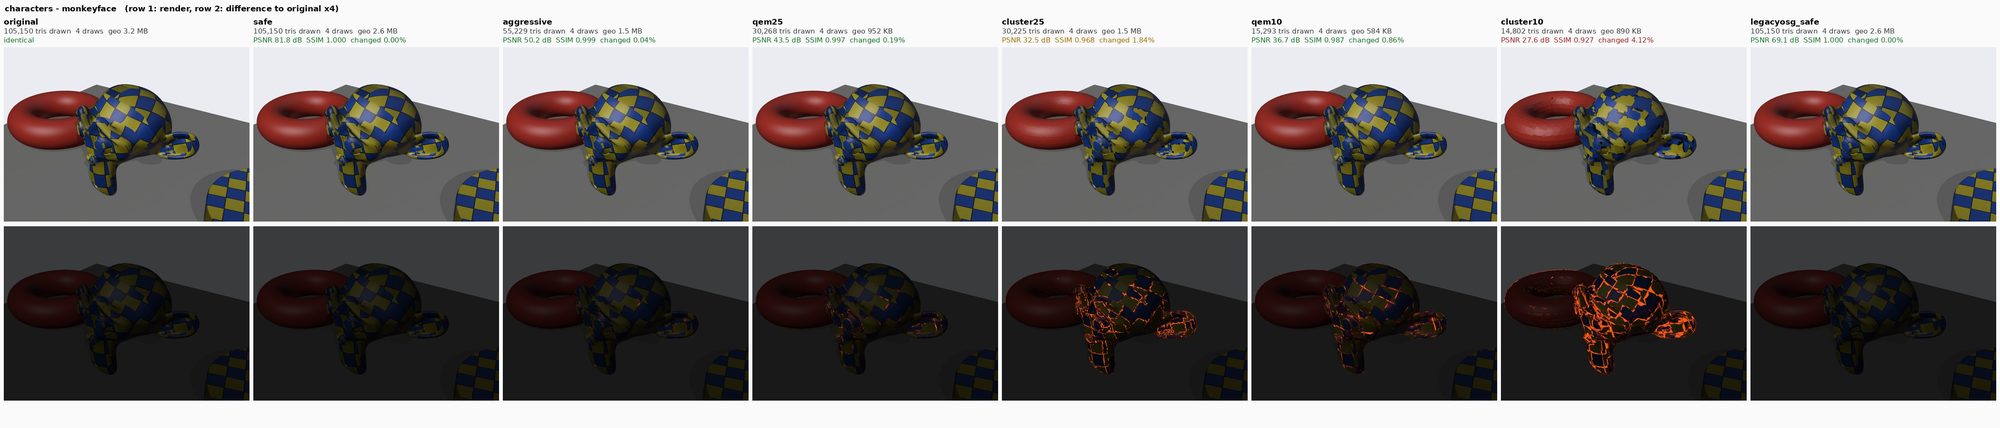 characters - monkeyface   (row 1: render, row 2: difference to original x4)
original
105,150 tris drawn  4 draws  geo 3.2 MB
identical
safe
105,150 tris drawn  4 draws  geo 2.6 MB
PSNR 81.8 dB  SSIM 1.000  changed 0.00%
aggressive
55,229 tris drawn  4 draws  geo 1.5 MB
PSNR 50.2 dB  SSIM 0.999  changed 0.04%
qem25
30,268 tris drawn  4 draws  geo 952 KB
PSNR 43.5 dB  SSIM 0.997  changed 0.19%
cluster25
30,225 tris drawn  4 draws  geo 1.5 MB
PSNR 32.5 dB  SSIM 0.968  changed 1.84%
qem10
15,293 tris drawn  4 draws  geo 584 KB
PSNR 36.7 dB  SSIM 0.987  changed 0.86%
cluster10
14,802 tris drawn  4 draws  geo 890 KB
PSNR 27.6 dB  SSIM 0.927  changed 4.12%
legacyosg_safe
105,150 tris drawn  4 draws  geo 2.6 MB
PSNR 69.1 dB  SSIM 1.000  changed 0.00%